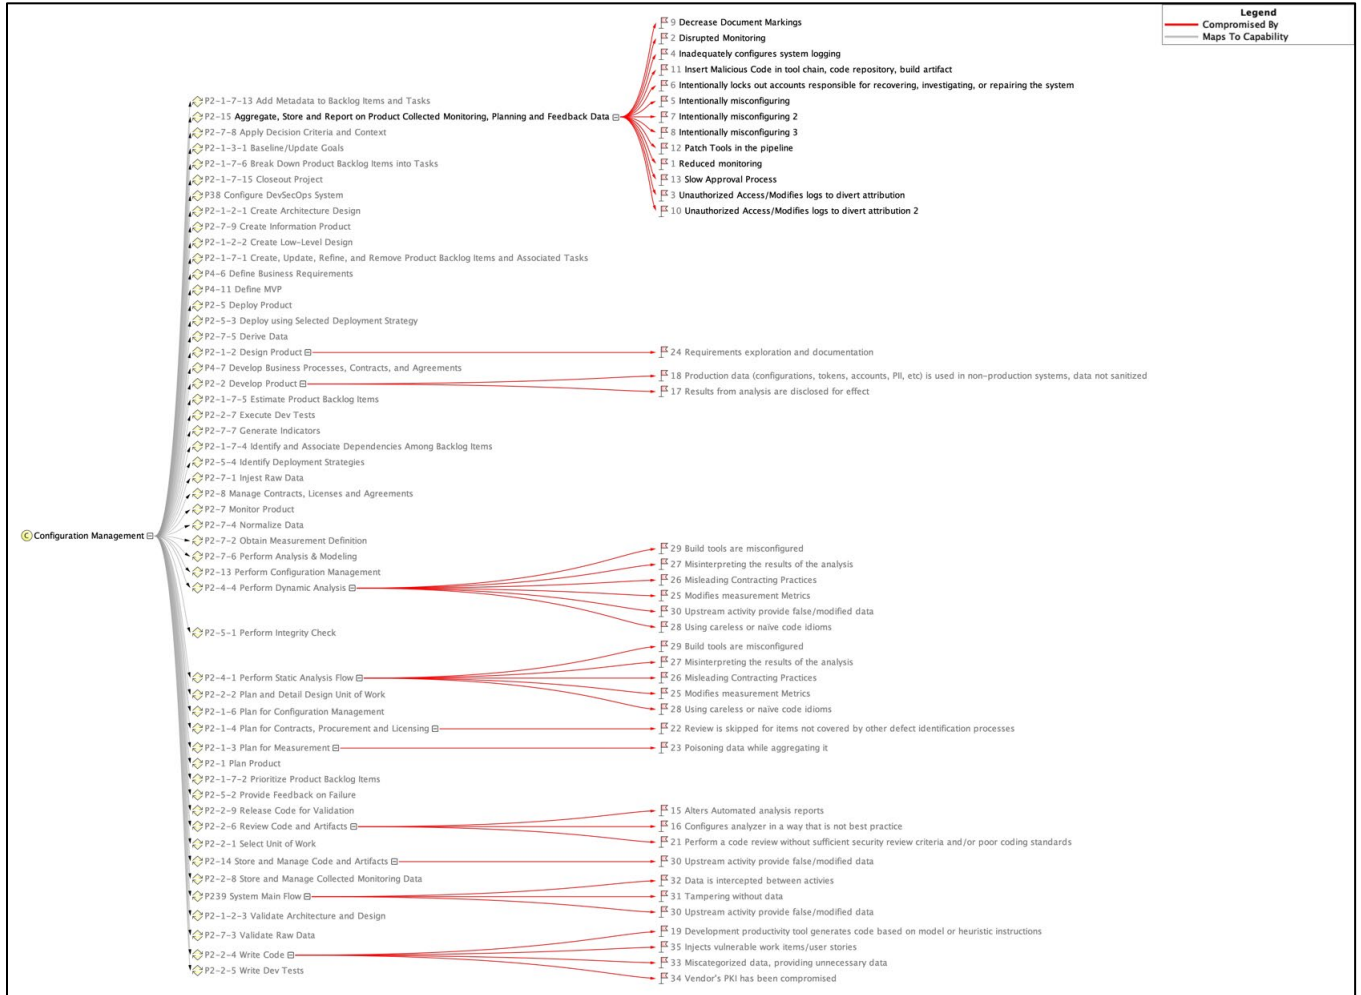 Legend
Compromised By
Maps To Capability
Configuration Management
P2-1-7-13 Add Metadata to Backlog Items and Tasks
P2-15 Aggregate, Store and Report on Product Collected Monitoring, Planning and Feedback Data
9 Decrease Document Markings
2 Disrupted Monitoring
4 Inadequately configures system logging
11 Insert Malicious Code in tool chain, code repository, build artifact
6 Intentionally locks out accounts responsible for recovering, investigating, or repairing the system
5 Intentionally misconfiguring
7 Intentionally misconfiguring 2
8 Intentionally misconfiguring 3
12 Patch Tools in the pipeline
1 Reduced monitoring
13 Slow Approval Process
3 Unauthorized Access/Modifies logs to divert attribution
10 Unauthorized Access/Modifies logs to divert attribution 2
P2-7-8 Apply Decision Criteria and Context
P2-1-3-1 Baseline/Update Goals
P2-1-7-6 Break Down Product Backlog Items into Tasks
P2-1-7-15 Closeout Project
P38 Configure DevSecOps System
P2-1-2-1 Create Architecture Design
P2-7-9 Create Information Product
P2-1-2-2 Create Low-Level Design
P2-1-7-1 Create, Update, Refine, and Remove Product Backlog Items and Associated Tasks
P4-6 Define Business Requirements
P4-11 Define MVP
P2-5 Deploy Product
P2-5-3 Deploy using Selected Deployment Strategy
P2-7-5 Derive Data
P2-1-2 Design Product
24 Requirements exploration and documentation
P4-7 Develop Business Processes, Contracts, and Agreements
P2-2 Develop Product
18 Production data (configurations, tokens, accounts, PII, etc) is used in non-production systems, data not sanitized
17 Results from analysis are disclosed for effect
P2-1-7-5 Estimate Product Backlog Items
P2-2-7 Execute Dev Tests
P2-7-7 Generate Indicators
P2-1-7-4 Identify and Associate Dependencies Among Backlog Items
P2-5-4 Identify Deployment Strategies
P2-7-1 Injest Raw Data
P2-8 Manage Contracts, Licenses and Agreements
P2-7 Monitor Product
P2-7-4 Normalize Data
P2-7-2 Obtain Measurement Definition
P2-7-6 Perform Analysis & Modeling
P2-13 Perform Configuration Management
P2-4-4 Perform Dynamic Analysis
29 Build tools are misconfigured
27 Misinterpreting the results of the analysis
26 Misleading Contracting Practices
25 Modifies measurement Metrics
30 Upstream activity provide false/modified data
28 Using careless or naïve code idioms
P2-5-1 Perform Integrity Check
P2-4-1 Perform Static Analysis Flow
29 Build tools are misconfigured
27 Misinterpreting the results of the analysis
26 Misleading Contracting Practices
25 Modifies measurement Metrics
28 Using careless or naïve code idioms
P2-2-2 Plan and Detail Design Unit of Work
P2-1-6 Plan for Configuration Management
P2-1-4 Plan for Contracts, Procurement and Licensing
22 Review is skipped for items not covered by other defect identification processes
P2-1-3 Plan for Measurement
23 Poisoning data while aggregating it
P2-1 Plan Product
P2-1-7-2 Prioritize Product Backlog Items
P2-5-2 Provide Feedback on Failure
P2-2-9 Release Code for Validation
P2-2-6 Review Code and Artifacts
15 Alters Automated analysis reports
16 Configures analyzer in a way that is not best practice
21 Perform a code review without sufficient security review criteria and/or poor coding standards
P2-2-1 Select Unit of Work
P2-14 Store and Manage Code and Artifacts
30 Upstream activity provide false/modified data
P2-2-8 Store and Manage Collected Monitoring Data
P239 System Main Flow
32 Data is intercepted between activies
31 Tampering without data
30 Upstream activity provide false/modified data
P2-1-2-3 Validate Architecture and Design
P2-7-3 Validate Raw Data
P2-2-4 Write Code
19 Development productivity tool generates code based on model or heuristic instructions
35 Injects vulnerable work items/user stories
33 Miscategorized data, providing unnecessary data
34 Vendor's PKI has been compromised
P2-2-5 Write Dev Tests